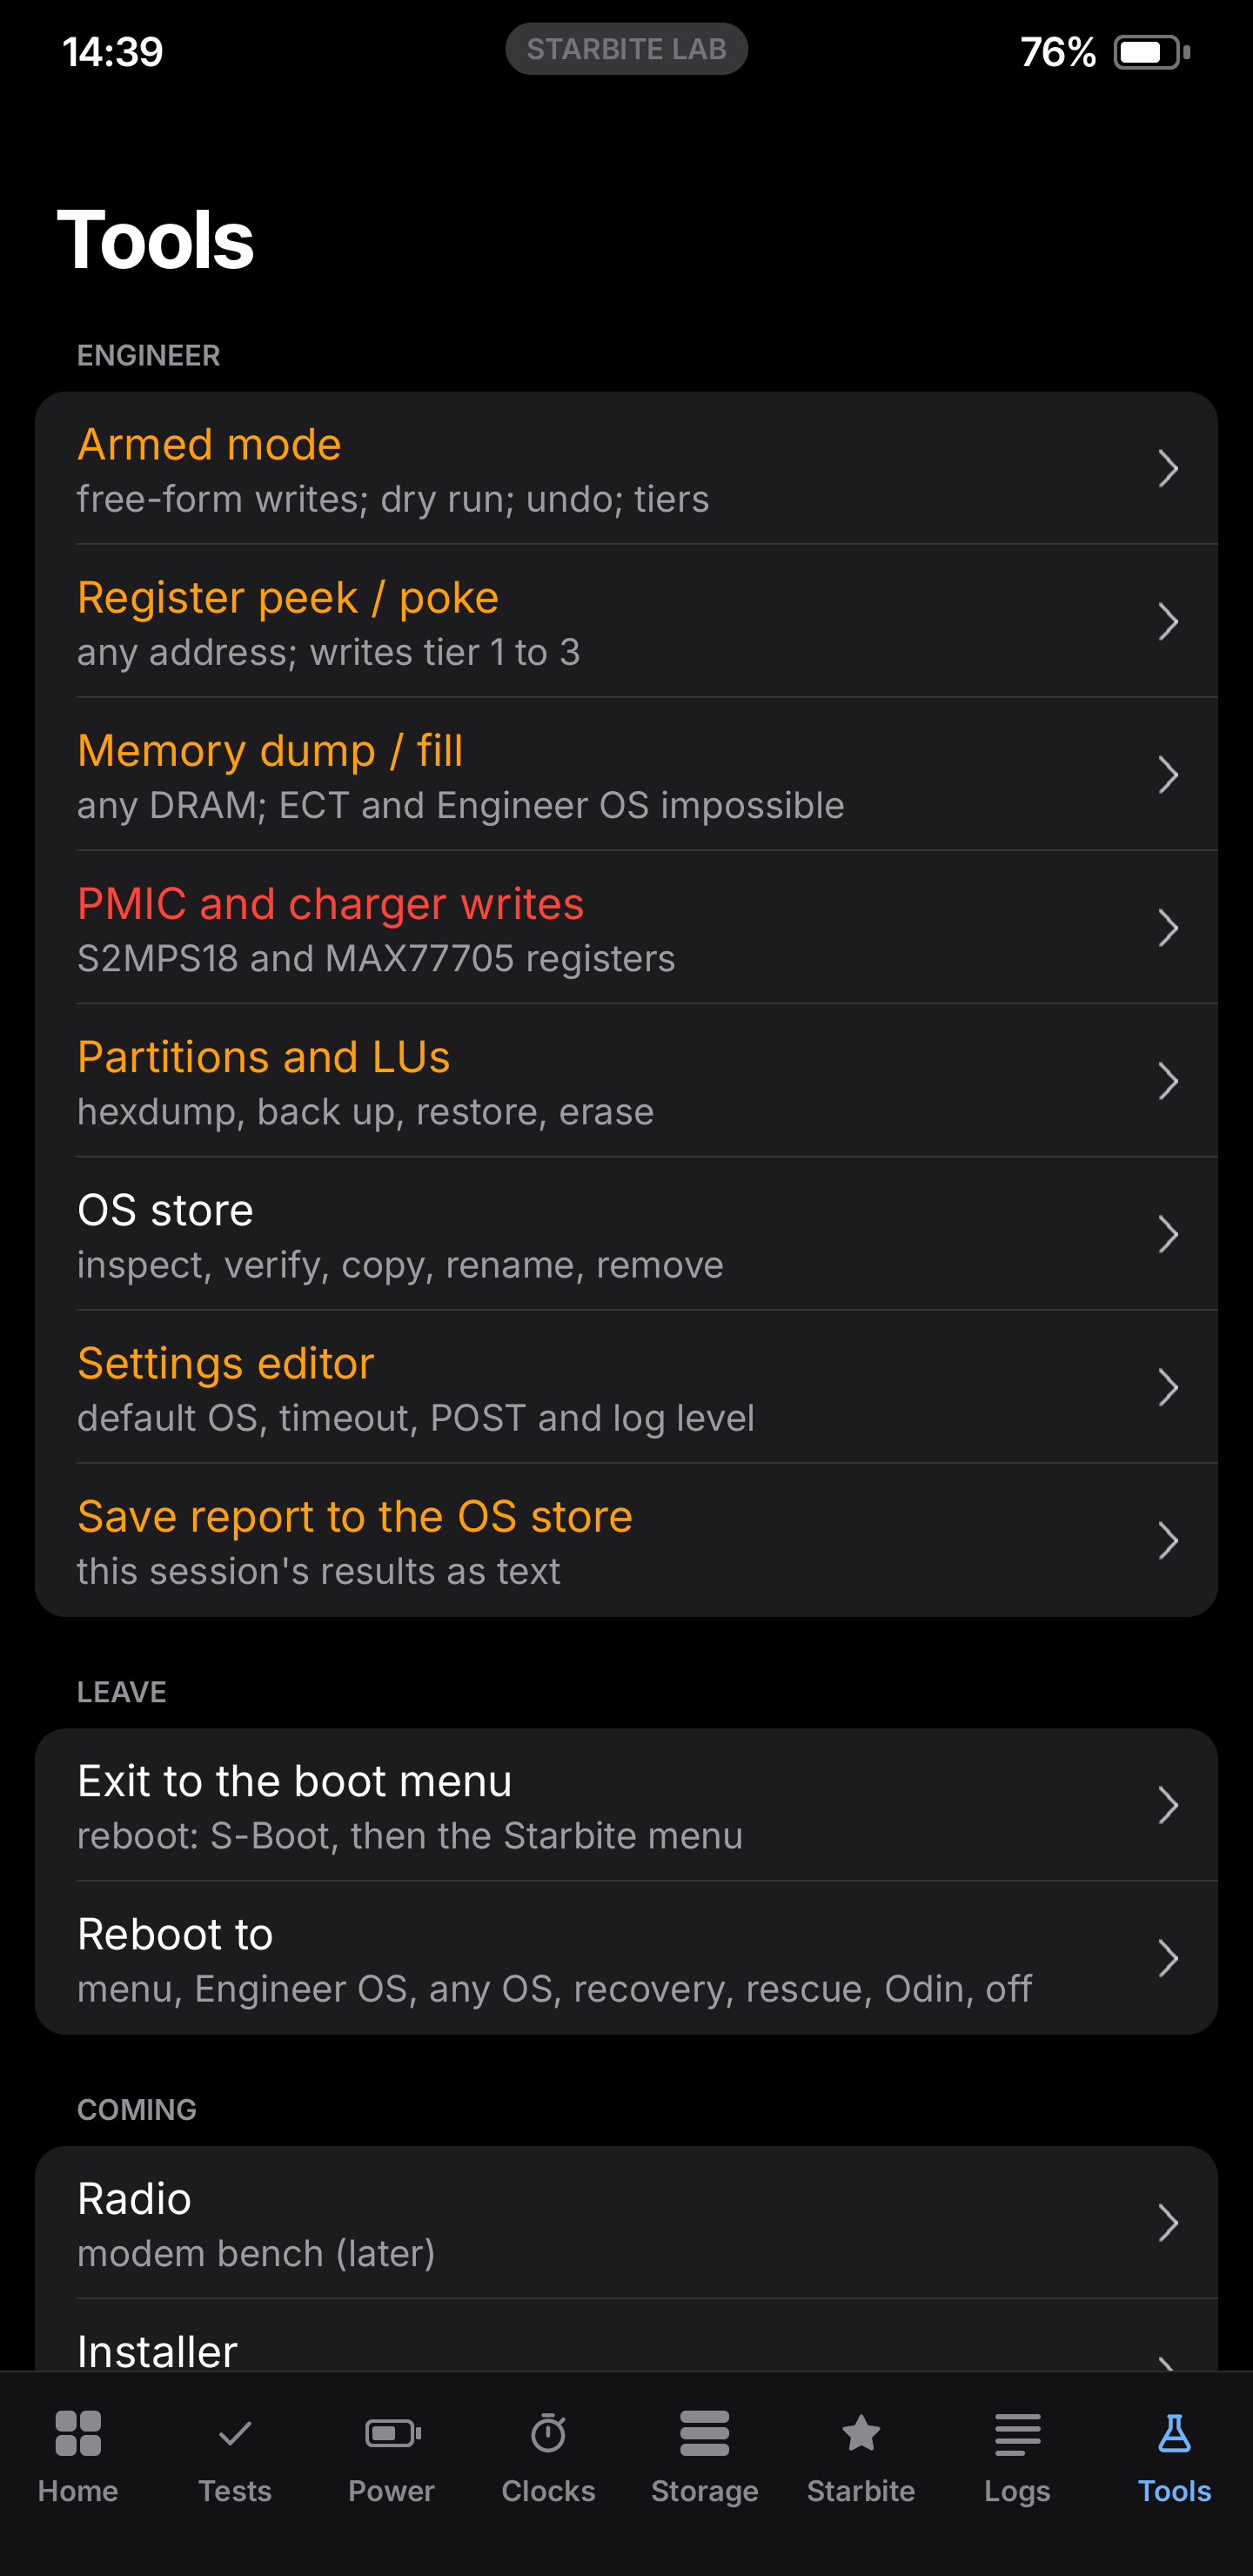 14:39
STARBITE LAB
76%
Tools
ENGINEER
Armed mode
free-form writes; dry run; undo; tiers
Register peek / poke
any address; writes tier 1 to 3
Memory dump / fill
any DRAM; ECT and Engineer OS impossible
PMIC and charger writes
S2MPS18 and MAX77705 registers
Partitions and LUs
hexdump, back up, restore, erase
OS store
inspect, verify, copy, rename, remove
Settings editor
default OS, timeout, POST and log level
Save report to the OS store
this session's results as text
LEAVE
Exit to the boot menu
reboot: S-Boot, then the Starbite menu
Reboot to
menu, Engineer OS, any OS, recovery, rescue, Odin, off
COMING
Radio
modem bench (later)
Installer
Home
Tests
Power
Clocks
Storage
Starbite
Logs
Tools